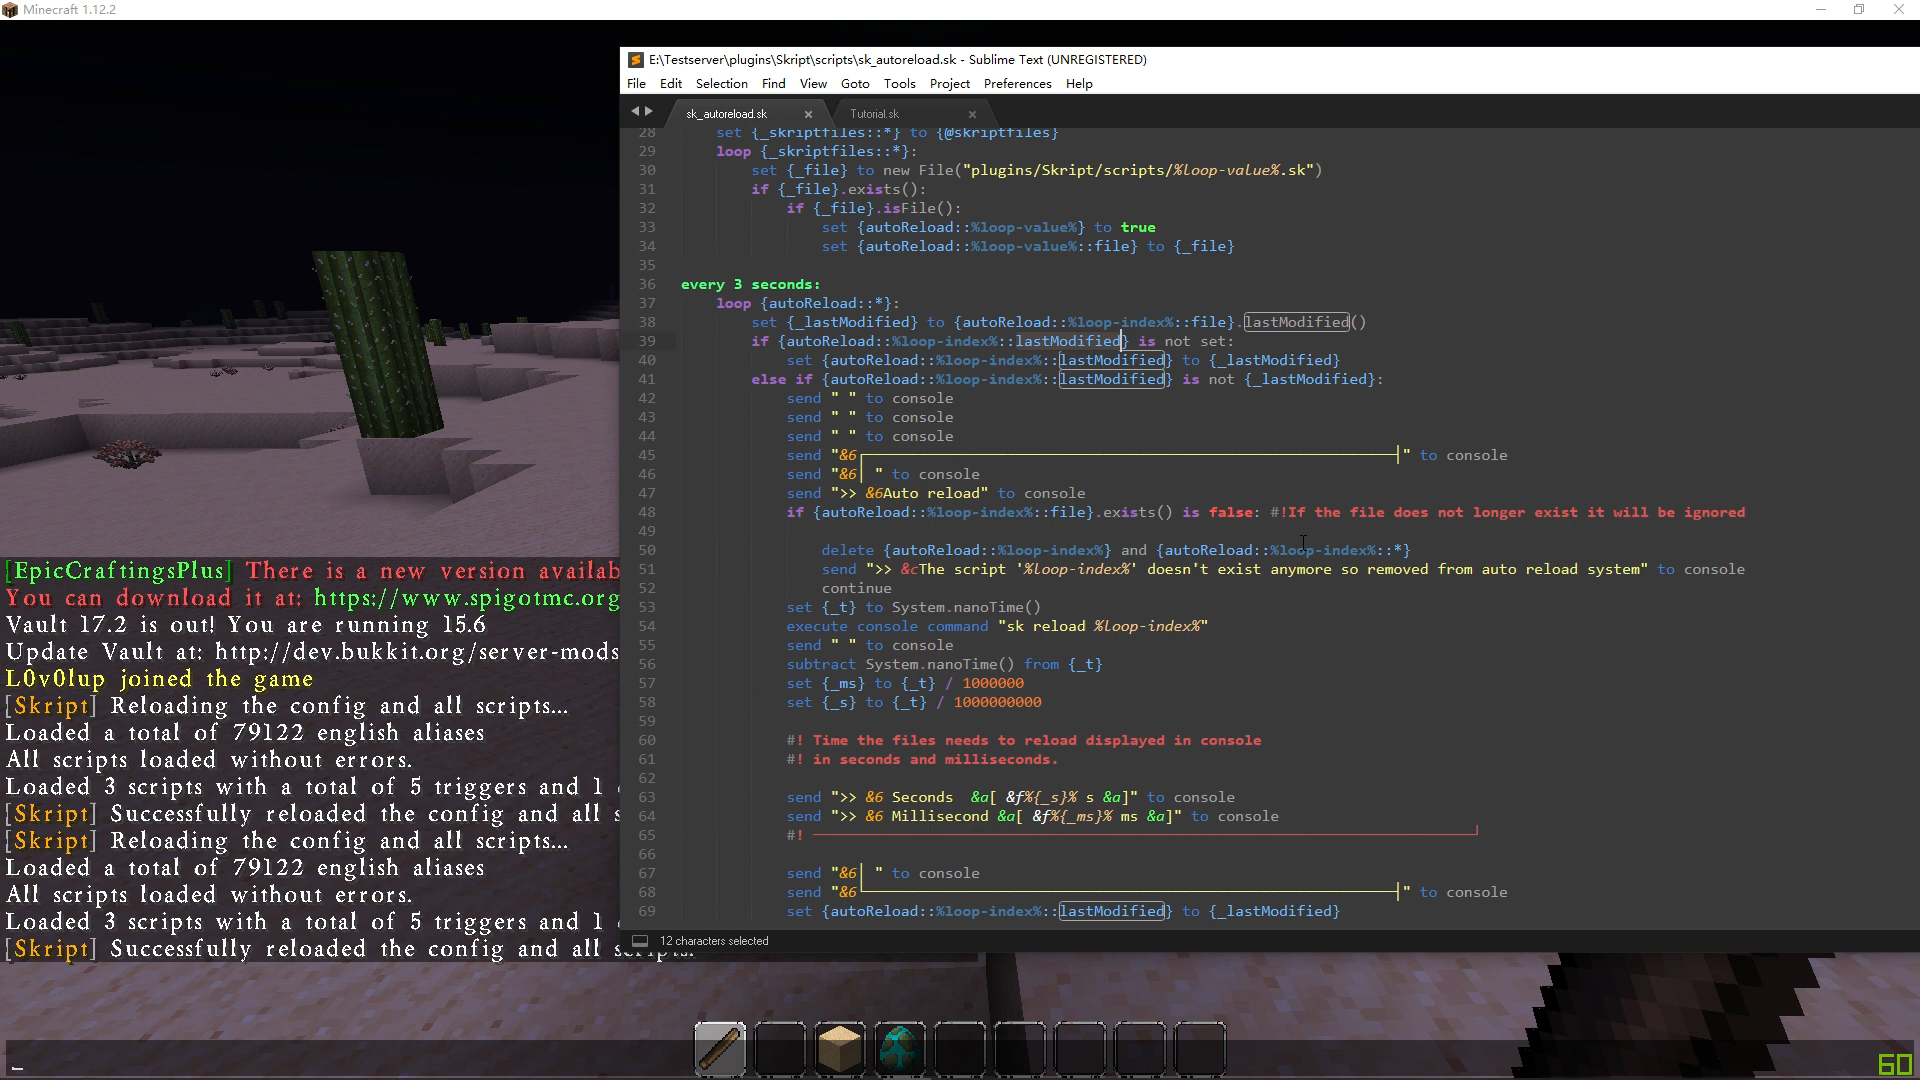 Minecraft 1.12.2
E:\Testserver\plugins\Skript\scripts\sk_autoreload.sk - Sublime Text (UNREGISTERED)
File Edit Selection Find View Goto Tools Project Preferences Help
sk_autoreload.sk Tutorial.sk
28 set {_skriptfiles::*} to {@skriptfiles}
29 loop {_skriptfiles::*}:
30 set {_file} to new File("plugins/Skript/scripts/%loop-value%.sk")
31 if {_file}.exists():
32 if {_file}.isFile():
33 set {autoReload::%loop-value%} to true
34 set {autoReload::%loop-value%::file} to {_file}
35
36 every 3 seconds:
37 loop {autoReload::*}:
38 set {_lastModified} to {autoReload::%loop-index%::file}.lastModified()
39 if {autoReload::%loop-index%::lastModified} is not set:
40 set {autoReload::%loop-index%::lastModified} to {_lastModified}
41 else if {autoReload::%loop-index%::lastModified} is not {_lastModified}:
42 send " " to console
43 send " " to console
44 send " " to console
45 send "&6┌──────────────────────────────┤" to console
46 send "&6│ " to console
47 send ">> &6Auto reload" to console
48 if {autoReload::%loop-index%::file}.exists() is false: #!If the file does not longer exist it will be ignored
49
50 delete {autoReload::%loop-index%} and {autoReload::%loop-index%::*}
51 send ">> &cThe script '%loop-index%' doesn't exist anymore so removed from auto reload system" to console
52 continue
53 set {_t} to System.nanoTime()
54 execute console command "sk reload %loop-index%"
55 send " " to console
56 subtract System.nanoTime() from {_t}
57 set {_ms} to {_t} / 1000000
58 set {_s} to {_t} / 1000000000
59
60 #! Time the files needs to reload displayed in console
61 #! in seconds and milliseconds.
62
63 send ">> &6 Seconds  &a[ &f%{_s}% s &a]" to console
64 send ">> &6 Millisecond &a[ &f%{_ms}% ms &a]" to console
65 #! ──────────────────────────────┘
66
67 send "&6│ " to console
68 send "&6└──────────────────────────────┤" to console
69 set {autoReload::%loop-index%::lastModified} to {_lastModified}
12 characters selected
[EpicCraftingsPlus] There is a new version availab
You can download it at: https://www.spigotmc.org
Vault 17.2 is out! You are running 15.6
Update Vault at: http://dev.bukkit.org/server-mods
L0v0lup joined the game
[Skript] Reloading the config and all scripts...
Loaded a total of 79122 english aliases
All scripts loaded without errors.
Loaded 3 scripts with a total of 5 triggers and 1
[Skript] Successfully reloaded the config and all s
[Skript] Reloading the config and all scripts...
Loaded a total of 79122 english aliases
All scripts loaded without errors.
Loaded 3 scripts with a total of 5 triggers and 1
[Skript] Successfully reloaded the config and all scripts.
60